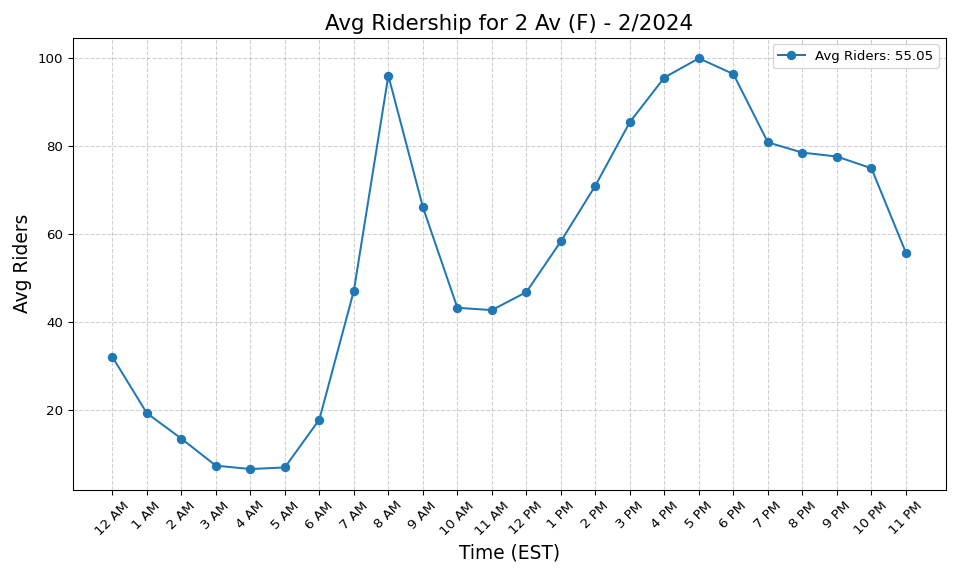 Avg Ridership for 2 Av (F) - 2/2024
Avg Riders: 55.05
100
80
60
40
20
Avg Riders
12 AM
1 AM
2 AM
3 AM
4 AM
5 AM
6 AM
7 AM
8 AM
9 AM
10 AM
11 AM
12 PM
1 PM
2 PM
3 PM
4 PM
5 PM
6 PM
7 PM
8 PM
9 PM
10 PM
11 PM
Time (EST)